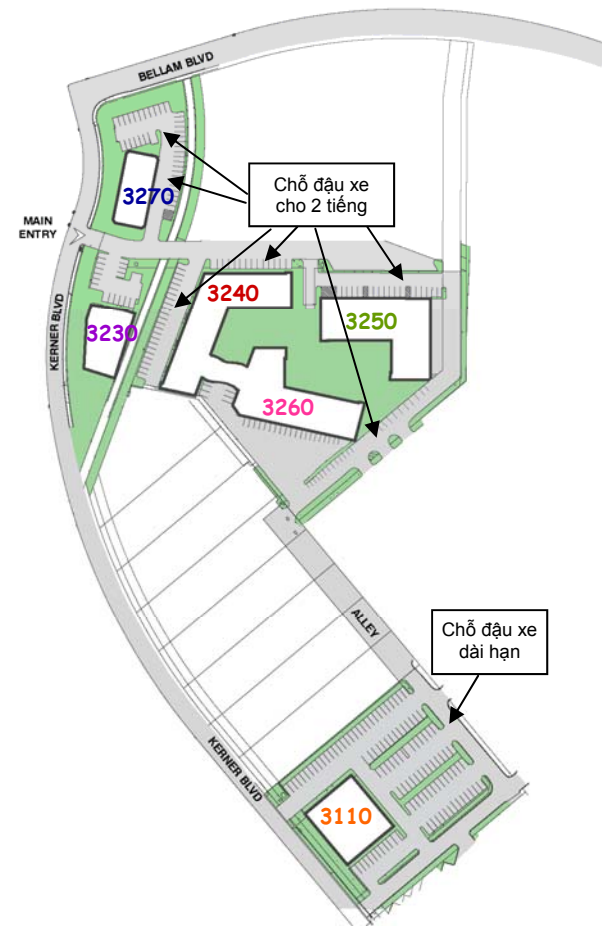 BELLAM BLVD
3270
Chỗ đậu xe
cho 2 tiếng
MAIN
ENTRY
3240
3250
3230
KERNER BLVD
3260
ALLEY
Chỗ đậu xe
dài hạn
KERNER BLVD
3110